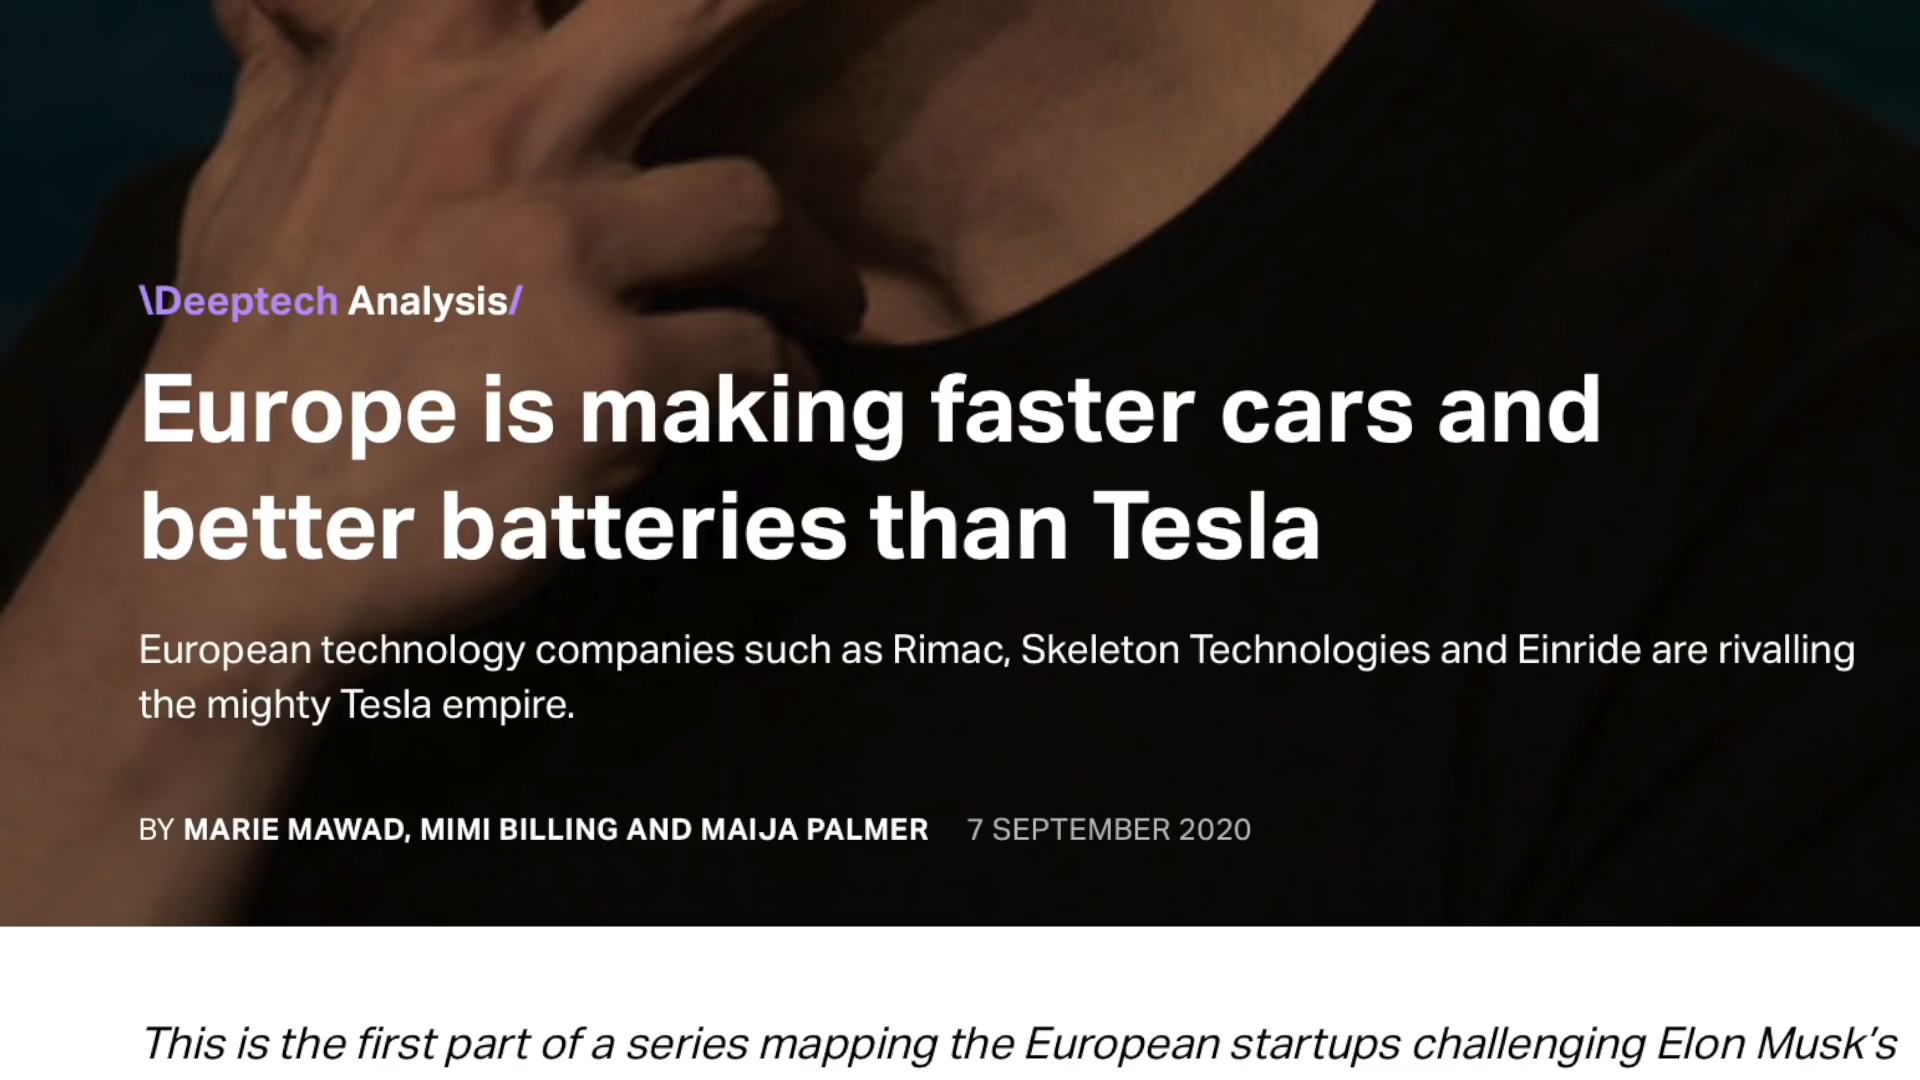 \Deeptech Analysis/
Europe is making faster cars and
better batteries than Tesla
European technology companies such as Rimac, Skeleton Technologies and Einride are rivalling
the mighty Tesla empire.
BY MARIE MAWAD, MIMI BILLING AND MAIJA PALMER 7 SEPTEMBER 2020
This is the first part of a series mapping the European startups challenging Elon Musk’s